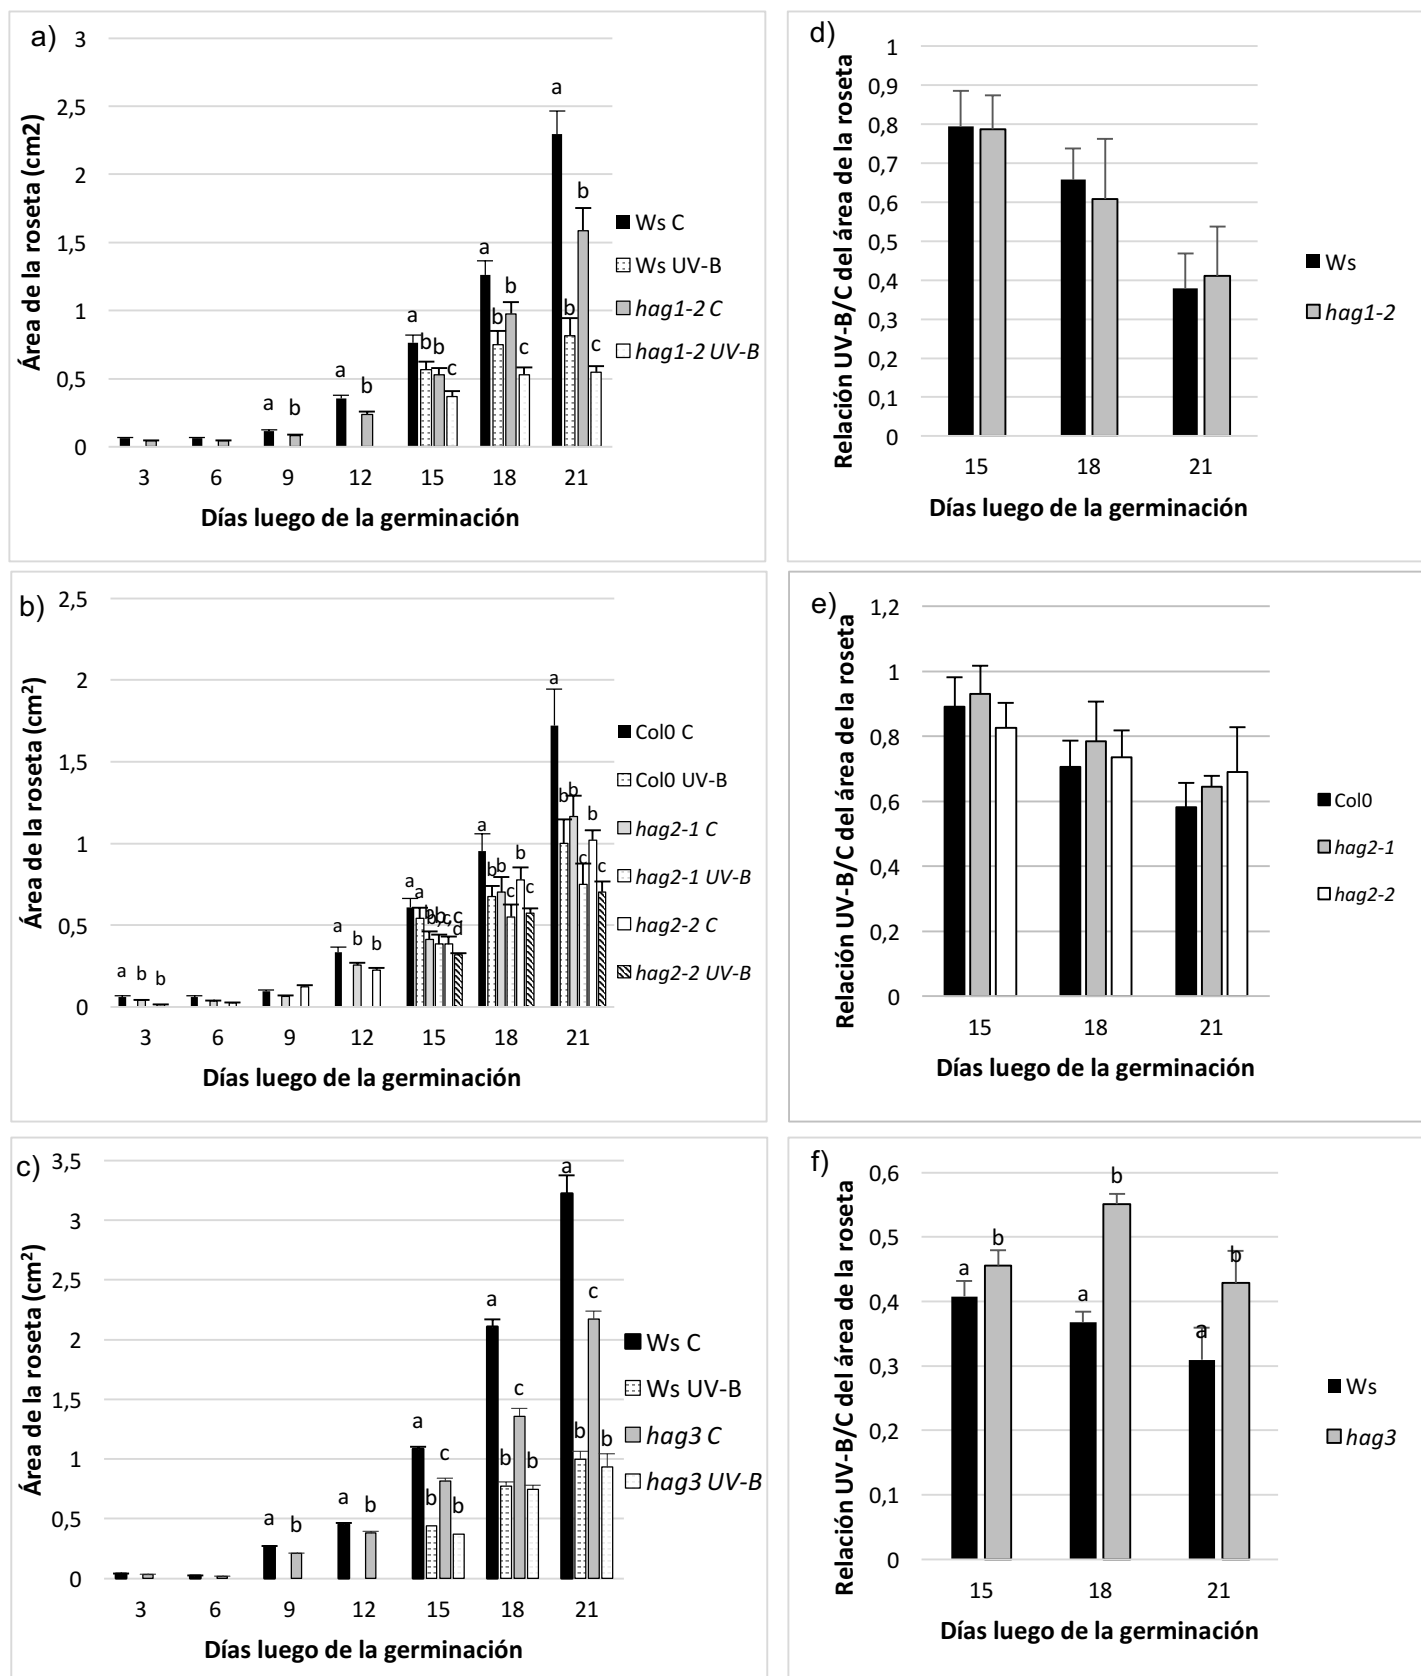 a)
3
2,5
2
1,5
1
0,5
0
Área de la roseta (cm2)
a
b
a
b
a
b
b
c
a
b
b
c
a
b
b
c
3 6 9 12 15 18 21
Días luego de la germinación
Ws C
Ws UV-B
hag1-2 C
hag1-2 UV-B
d)
1
0,9
0,8
0,7
0,6
0,5
0,4
0,3
0,2
0,1
0
Relación UV-B/C del área de la roseta
15 18 21
Días luego de la germinación
Ws
hag1-2
b)
2,5
2
1,5
1
0,5
0
Área de la roseta (cm²)
a b b
a b b
a a b b,c b,c d
a b b c b c
a b b c b c
3 6 9 12 15 18 21
Días luego de la germinación
Col0 C
Col0 UV-B
hag2-1 C
hag2-1 UV-B
hag2-2 C
hag2-2 UV-B
e)
1,2
1
0,8
0,6
0,4
0,2
0
Relación UV-B/C del área de la roseta
15 18 21
Días luego de la germinación
Col0
hag2-1
hag2-2
c)
3,5
3
2,5
2
1,5
1
0,5
0
Área de la roseta (cm²)
a b
a b
a b c b
a b c b
a b c b
3 6 9 12 15 18 21
Días luego de la germinación
Ws C
Ws UV-B
hag3 C
hag3 UV-B
f)
0,6
0,5
0,4
0,3
0,2
0,1
0
Relación UV-B/C del área de la roseta
a b
a b
a b
15 18 21
Días luego de la germinación
Ws
hag3